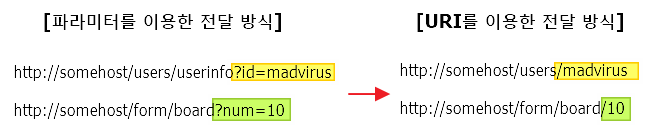 [파라미터를 이용한 전달 방식]
http://somehost/users/userinfo?id=madvirus
http://somehost/form/board?num=10
[URI를 이용한 전달 방식]
http://somehost/users/madvirus
http://somehost/form/board/10